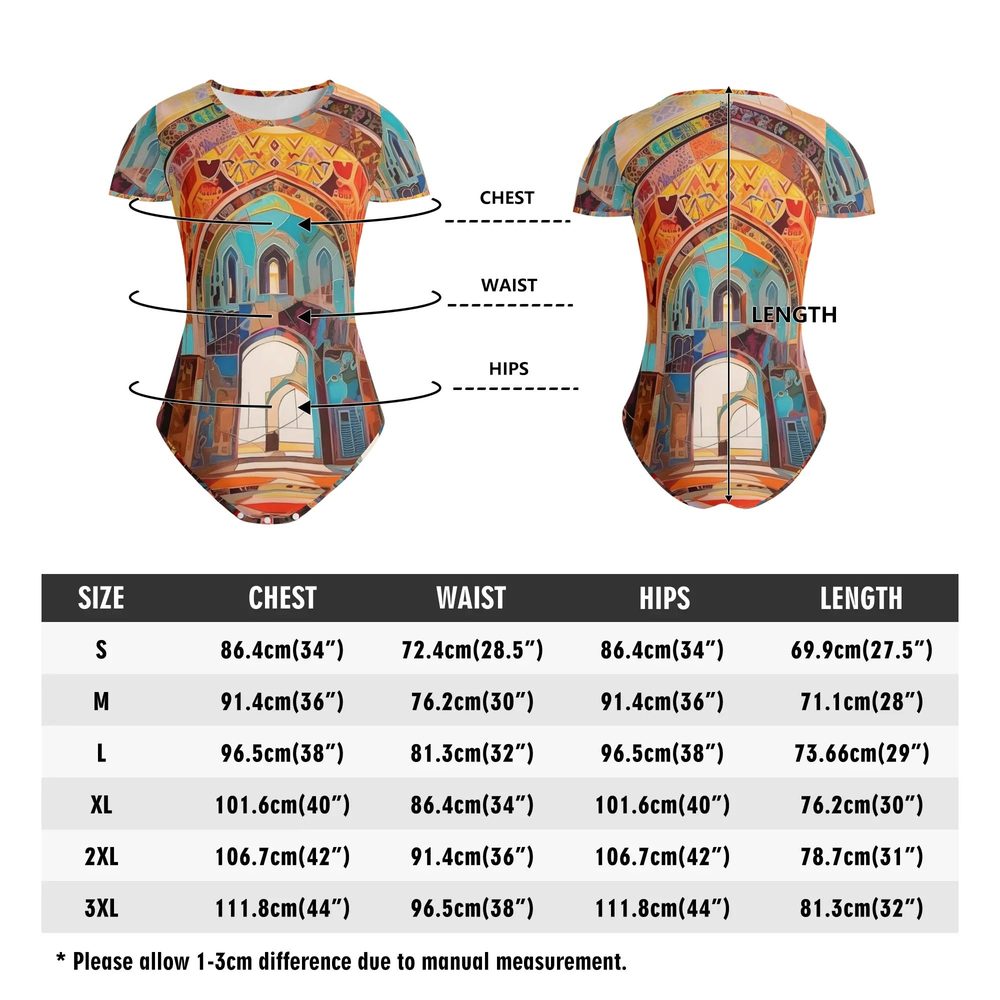 CHEST
WAIST
LENGTH
HIPS
SIZE CHEST WAIST HIPS LENGTH
S 86.4cm(34″) 72.4cm(28.5″) 86.4cm(34″) 69.9cm(27.5″)
M 91.4cm(36″) 76.2cm(30″) 91.4cm(36″) 71.1cm(28″)
L 96.5cm(38″) 81.3cm(32″) 96.5cm(38″) 73.66cm(29″)
XL 101.6cm(40″) 86.4cm(34″) 101.6cm(40″) 76.2cm(30″)
2XL 106.7cm(42″) 91.4cm(36″) 106.7cm(42″) 78.7cm(31″)
3XL 111.8cm(44″) 96.5cm(38″) 111.8cm(44″) 81.3cm(32″)
* Please allow 1-3cm difference due to manual measurement.